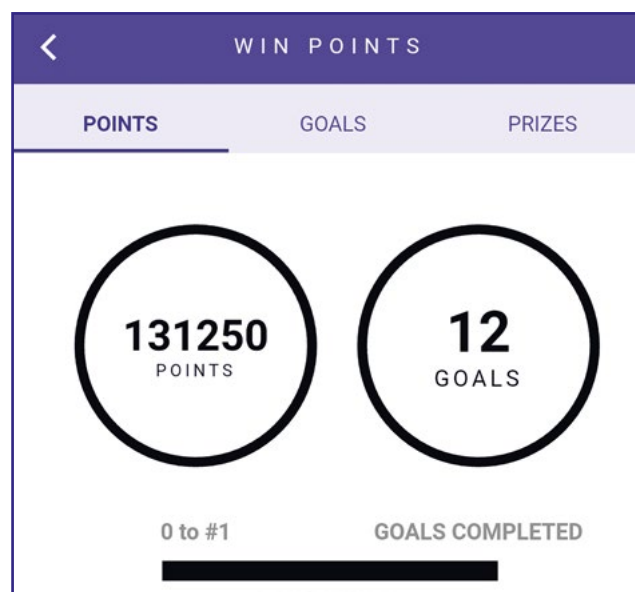 WIN POINTS
POINTS GOALS PRIZES
131250
POINTS
12
GOALS
0 to #1 GOALS COMPLETED